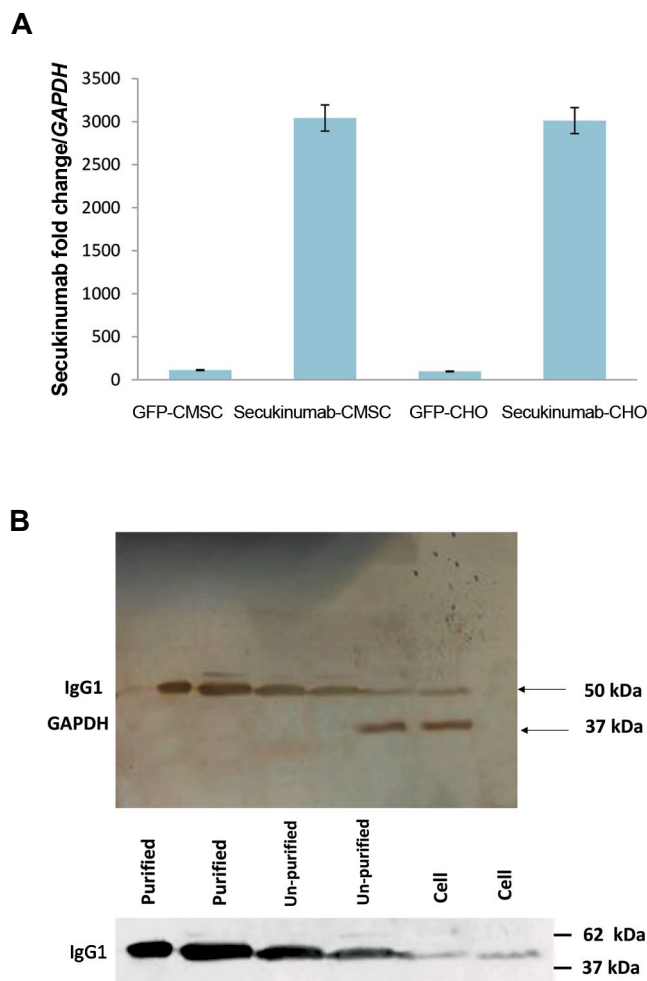 A
Secukinumab fold change/GAPDH
3500
3000
2500
2000
1500
1000
500
0
GFP-CMSC Secukinumab-CMSC GFP-CHO Secukinumab-CHO
B
IgG1 50 kDa
GAPDH 37 kDa
Purified Purified Un-purified Un-purified Cell Cell
62 kDa
IgG1
37 kDa